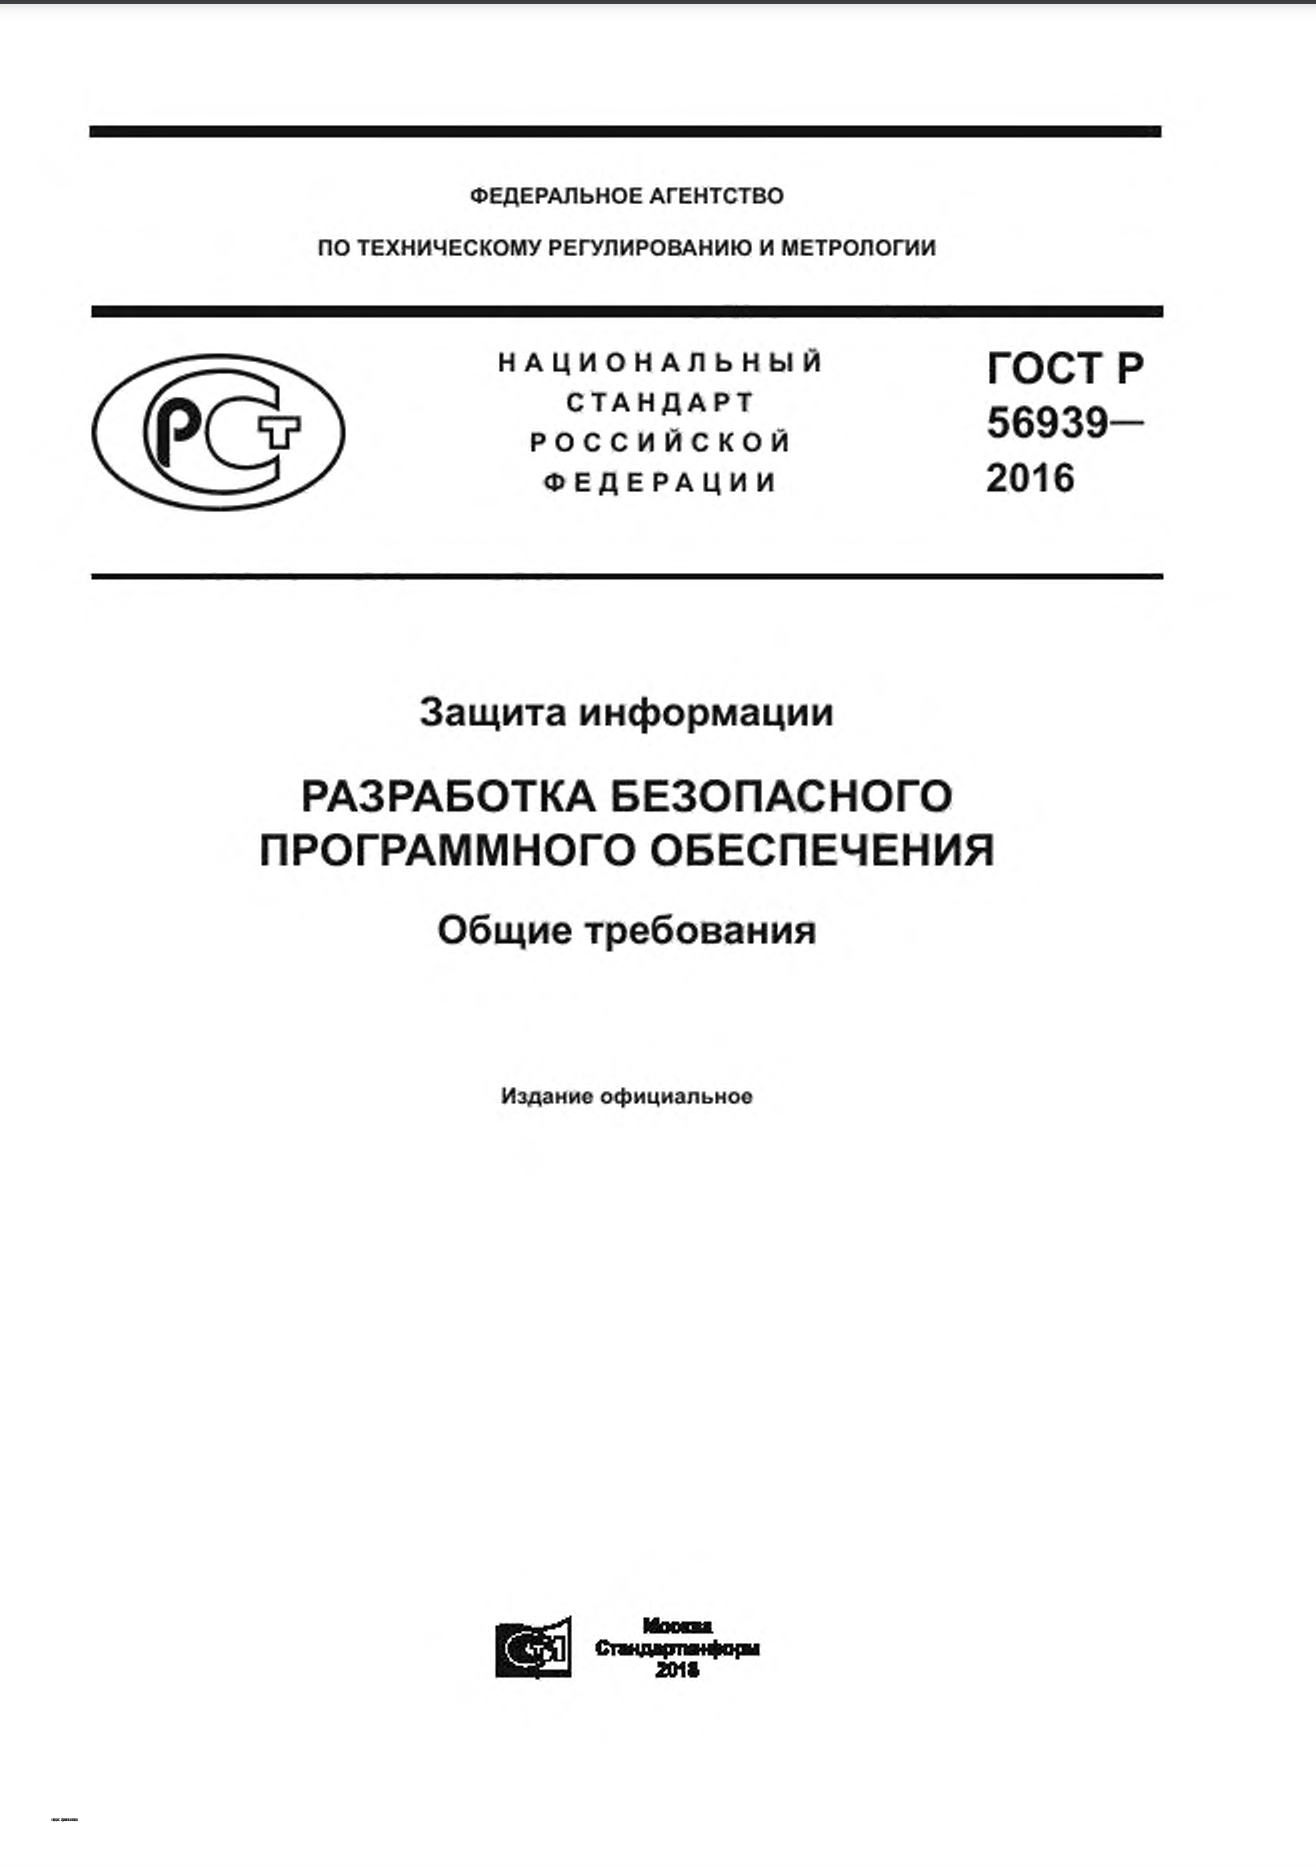 ФЕДЕРАЛЬНОЕ АГЕНТСТВО
ПО ТЕХНИЧЕСКОМУ РЕГУЛИРОВАНИЮ И МЕТРОЛОГИИ
РСТ
НАЦИОНАЛЬНЫЙ
СТАНДАРТ
РОССИЙСКОЙ
ФЕДЕРАЦИИ
ГОСТ Р
56939—
2016
Защита информации
РАЗРАБОТКА БЕЗОПАСНОГО
ПРОГРАММНОГО ОБЕСПЕЧЕНИЯ
Общие требования
Издание официальное
Москва
Стандартинформ